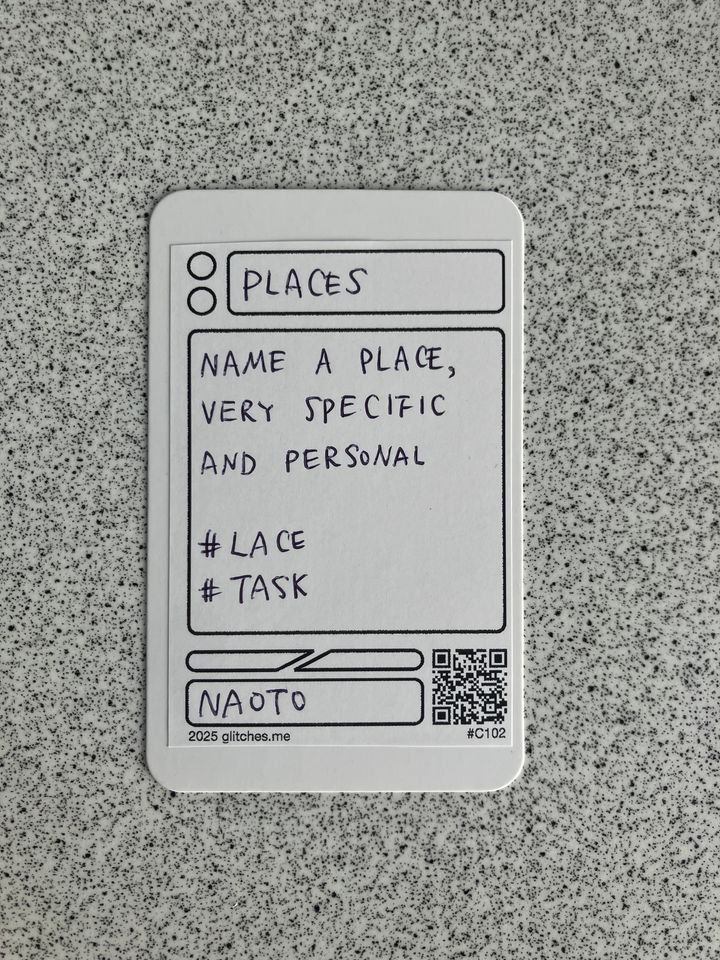 PLACES
NAME A PLACE,
VERY SPECIFIC
AND PERSONAL
#LACE
#TASK
NAOTO
2025 glitches.me
#C102